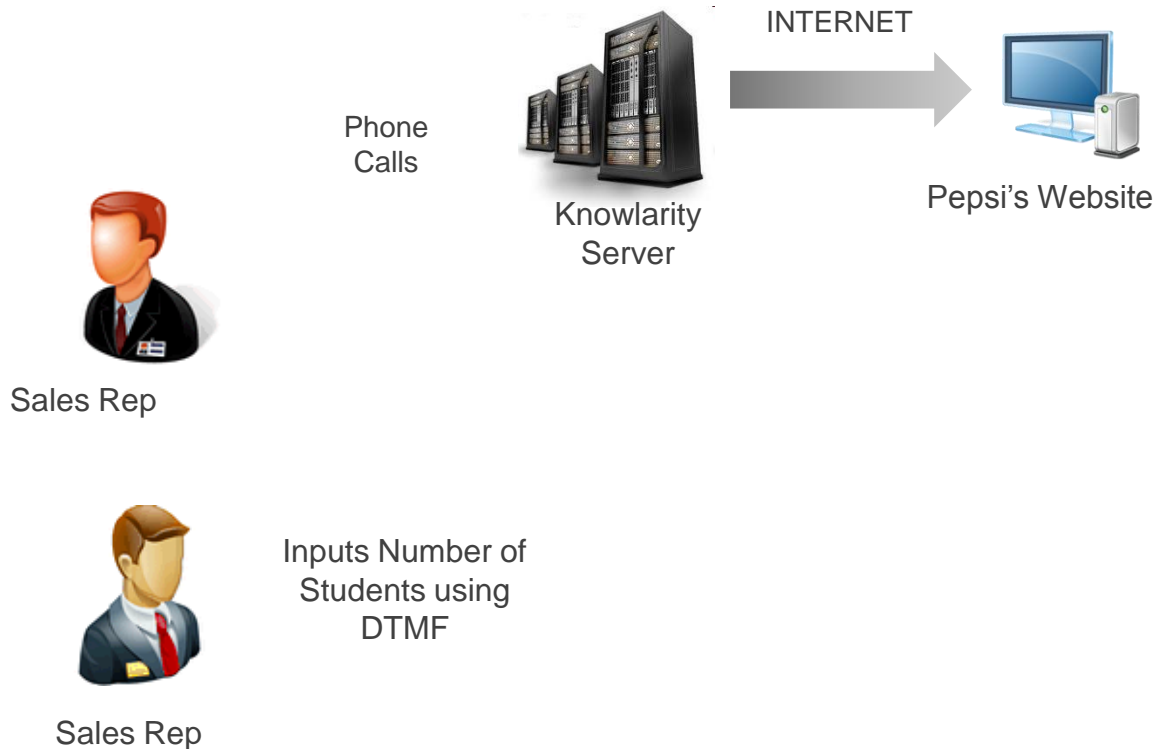 INTERNET
Phone
Calls
Knowlarity
Server
Pepsi's Website
Sales Rep
Inputs Number of
Students using
DTMF
Sales Rep